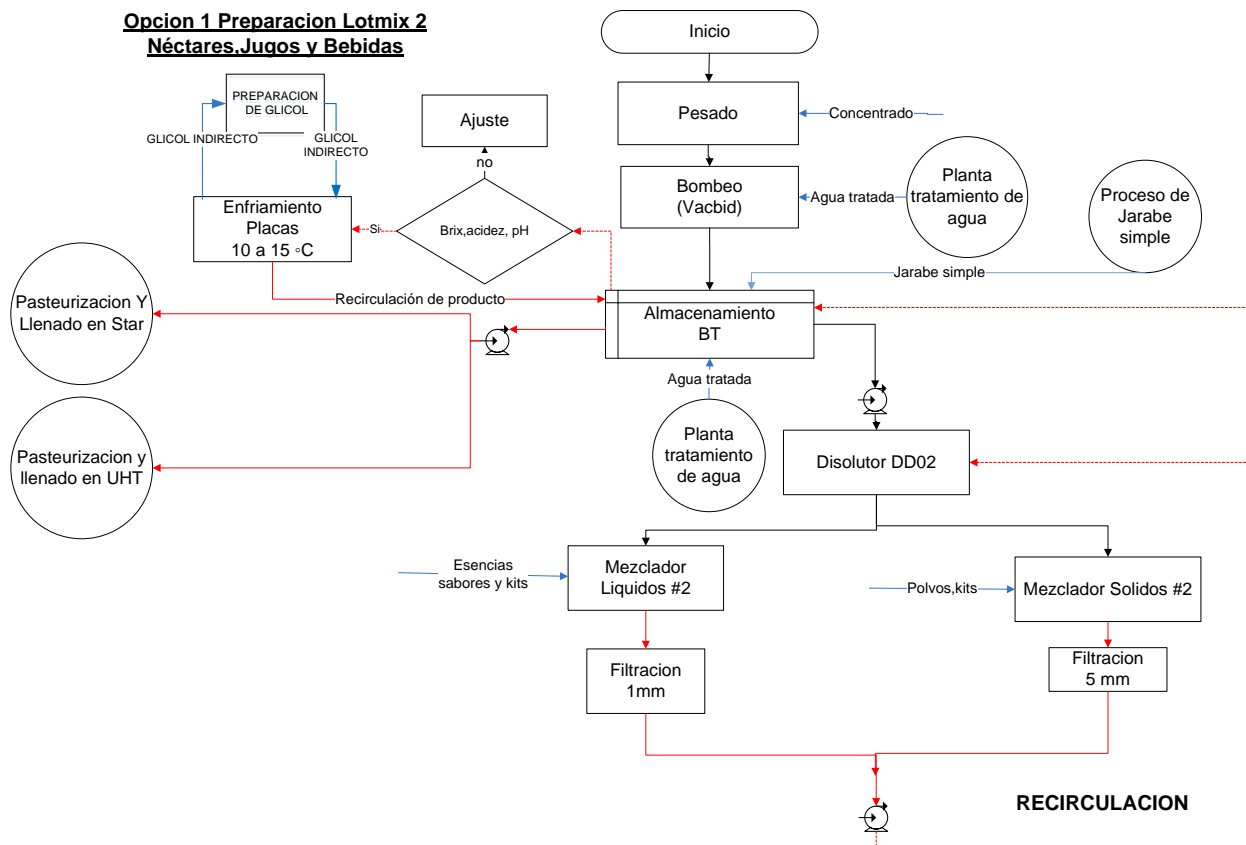 Opcion 1 Preparacion Lotmix 2
Néctares,Jugos y Bebidas
Inicio
PREPARACION
DE GLICOL
GLICOL INDIRECTO
GLICOL
INDIRECTO
Ajuste
no
Pesado
Concentrado
Bombeo
(Vacbid)
Agua tratada
Planta
tratamiento de
agua
Proceso de
Jarabe
simple
Enfriamiento
Placas
10 a 15 ◦C
Si
Brix,acidez, pH
Jarabe simple
Recirculación de producto
Almacenamiento
BT
Pasteurizacion Y
Llenado en Star
Agua tratada
Planta
tratamiento
de agua
Disolutor DD02
Pasteurizacion y
llenado en UHT
Esencias
sabores y kits
Mezclador
Liquidos #2
Polvos,kits
Mezclador Solidos #2
Filtracion
1mm
Filtracion
5 mm
RECIRCULACION